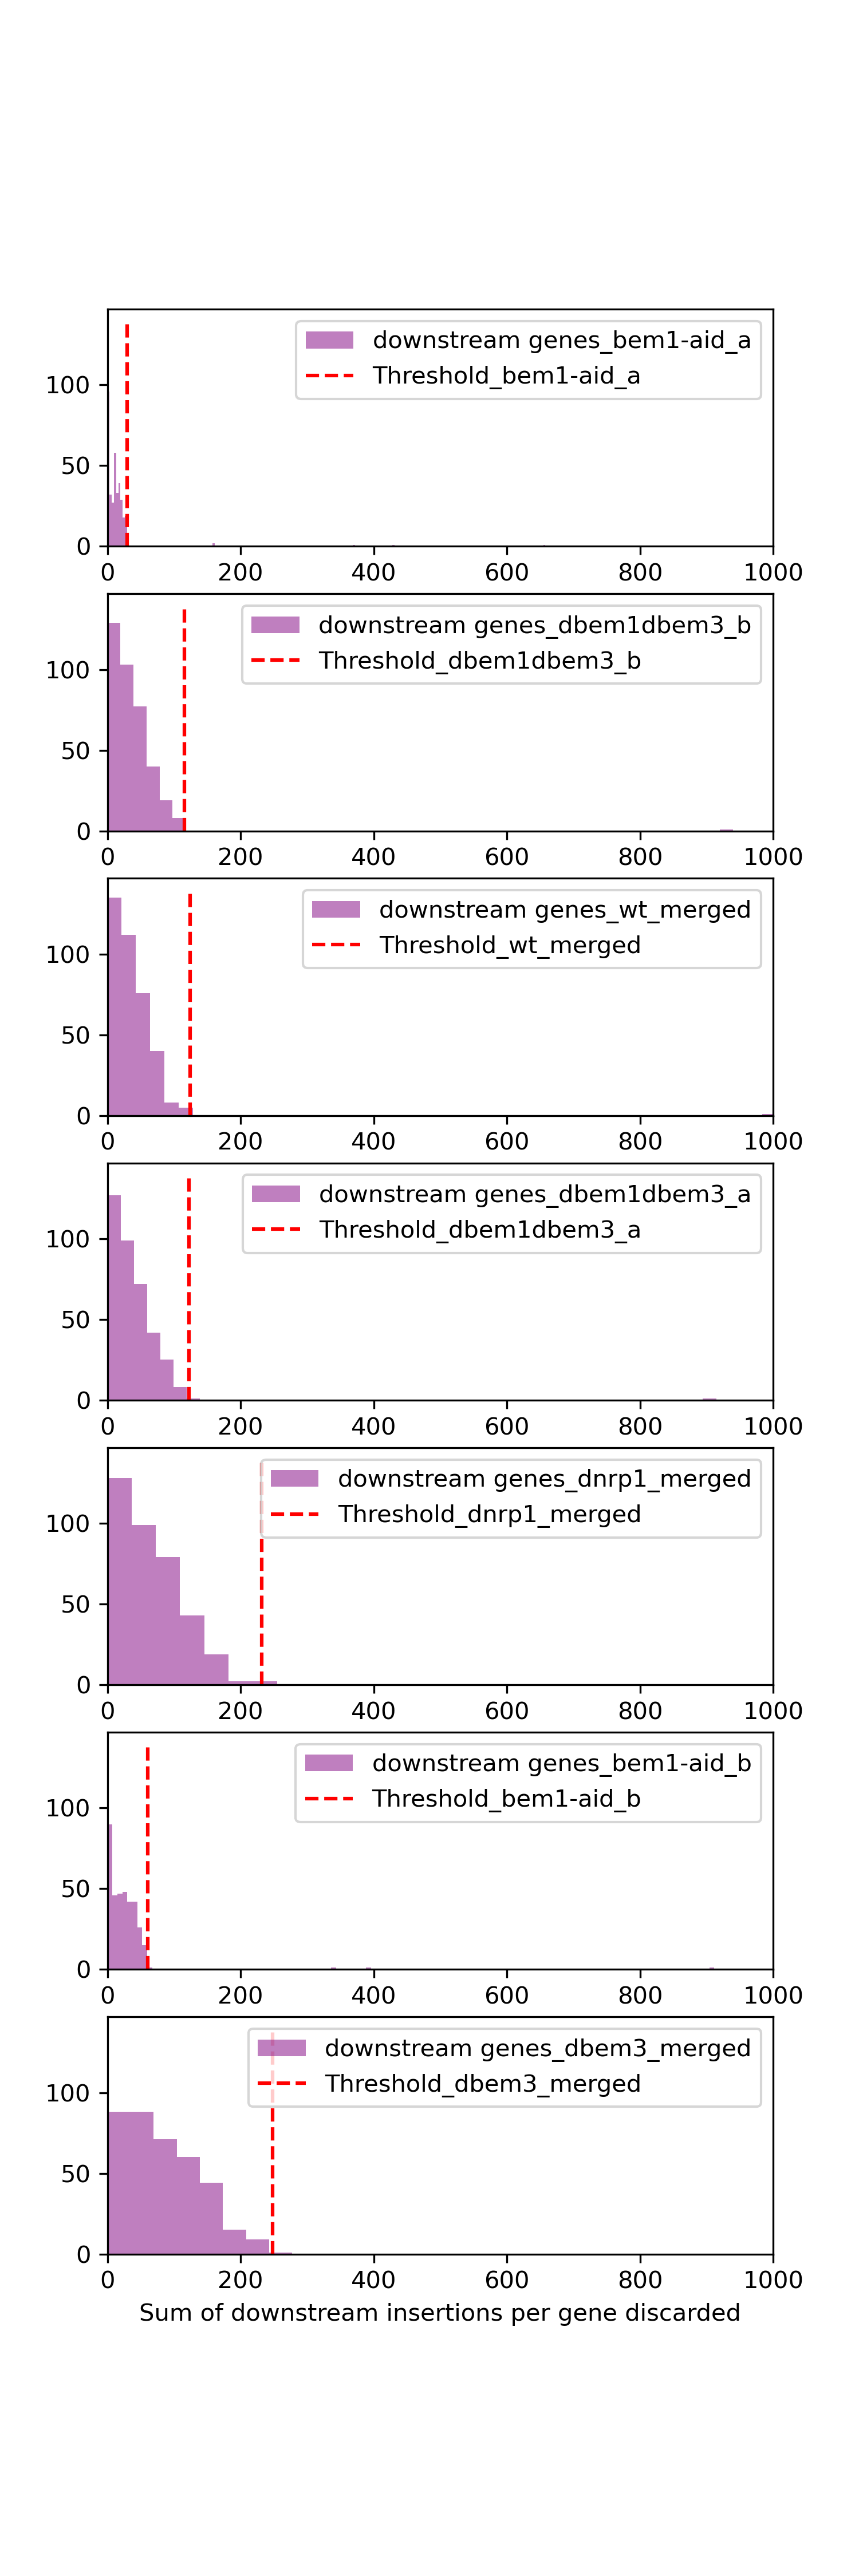 downstream genes_bem1-aid_a
Threshold_bem1-aid_a
100
50
0
0 200 400 600 800 1000
downstream genes_dbem1dbem3_b
Threshold_dbem1dbem3_b
100
50
0
0 200 400 600 800 1000
downstream genes_wt_merged
Threshold_wt_merged
100
50
0
0 200 400 600 800 1000
downstream genes_dbem1dbem3_a
Threshold_dbem1dbem3_a
100
50
0
0 200 400 600 800 1000
downstream genes_dnrp1_merged
Threshold_dnrp1_merged
100
50
0
0 200 400 600 800 1000
downstream genes_bem1-aid_b
Threshold_bem1-aid_b
100
50
0
0 200 400 600 800 1000
downstream genes_dbem3_merged
Threshold_dbem3_merged
100
50
0
0 200 400 600 800 1000
Sum of downstream insertions per gene discarded